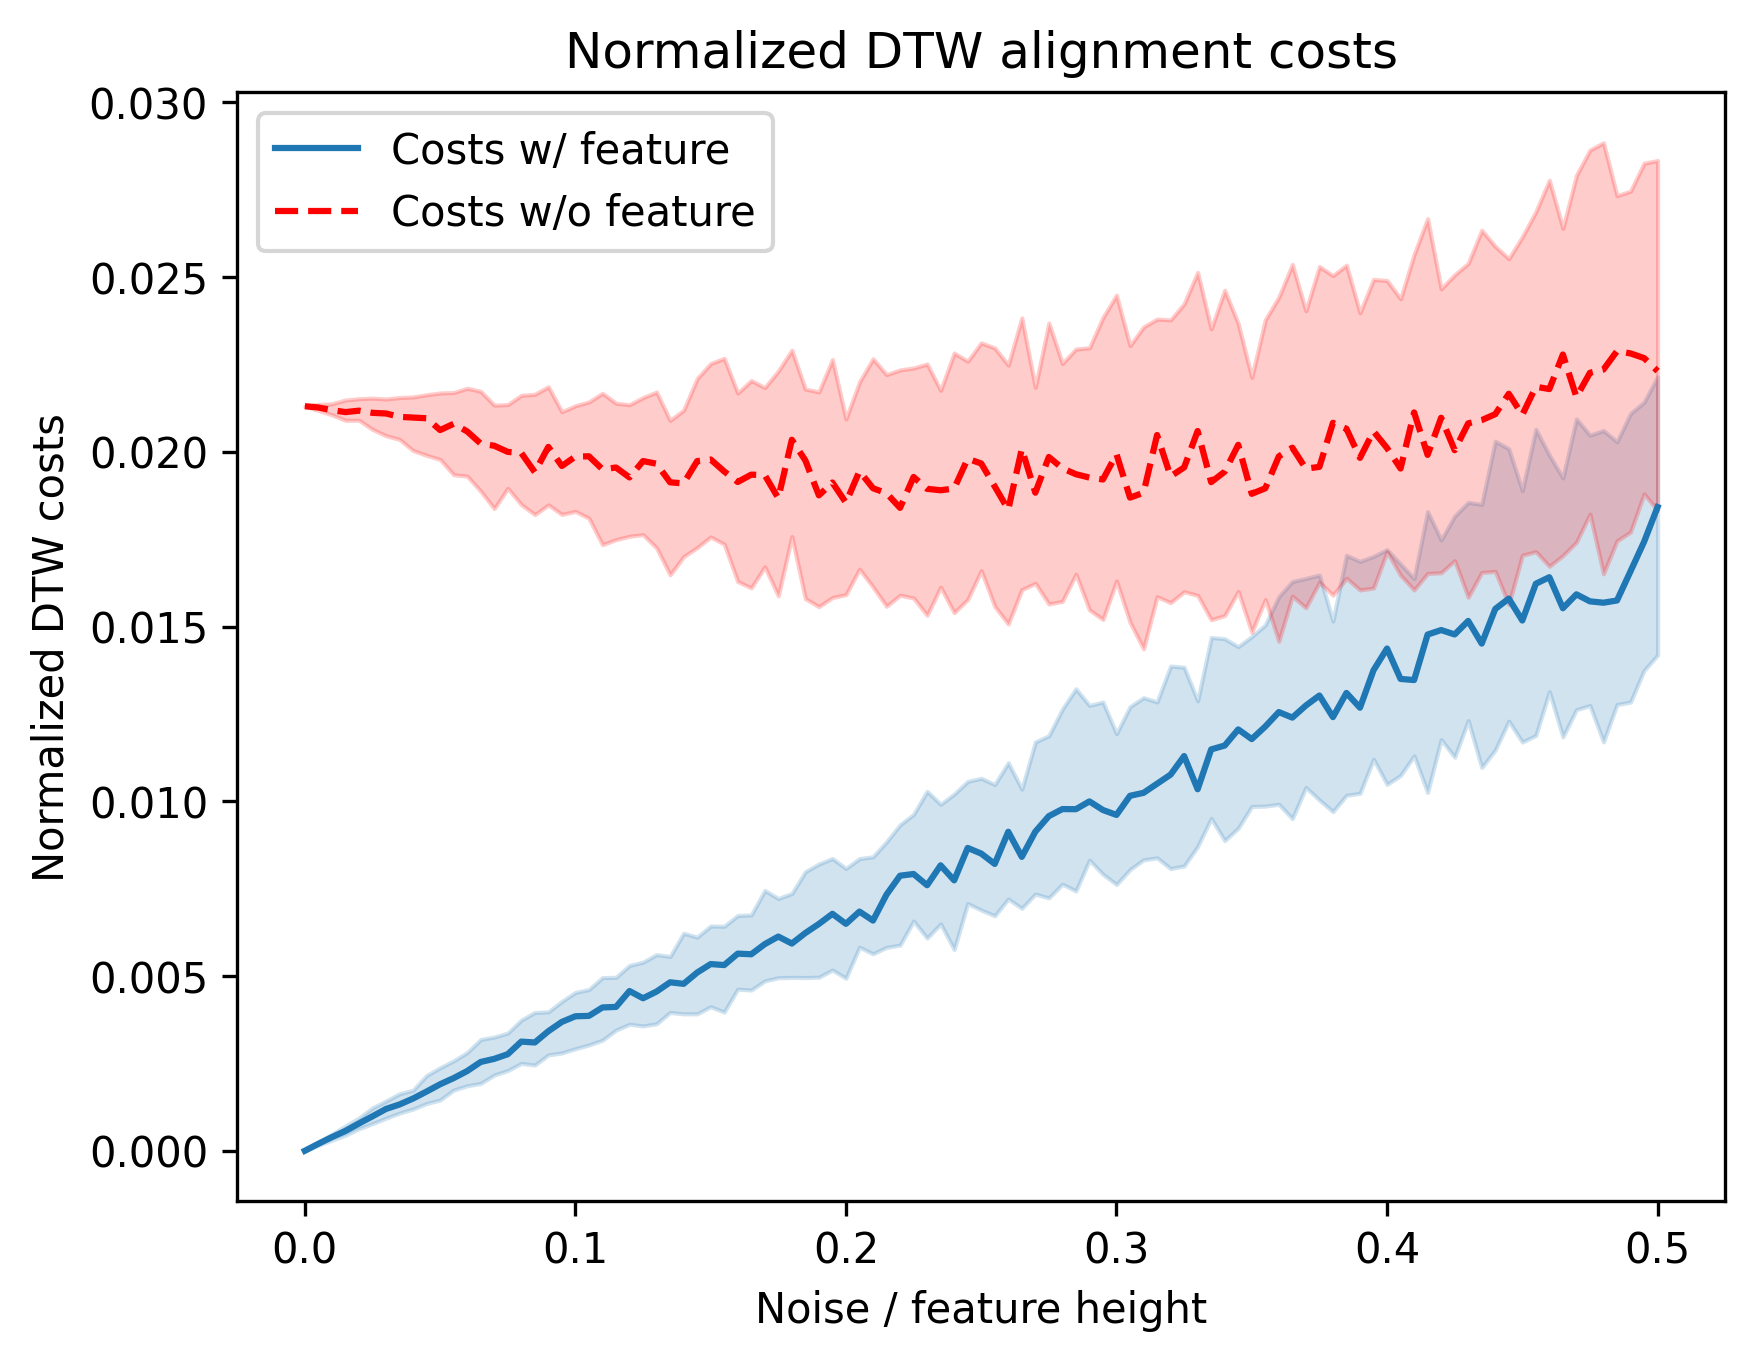 Normalized DTW alignment costs
Costs w/ feature
Costs w/o feature
Normalized DTW costs
0.030
0.025
0.020
0.015
0.010
0.005
0.000
0.0 0.1 0.2 0.3 0.4 0.5
Noise / feature height